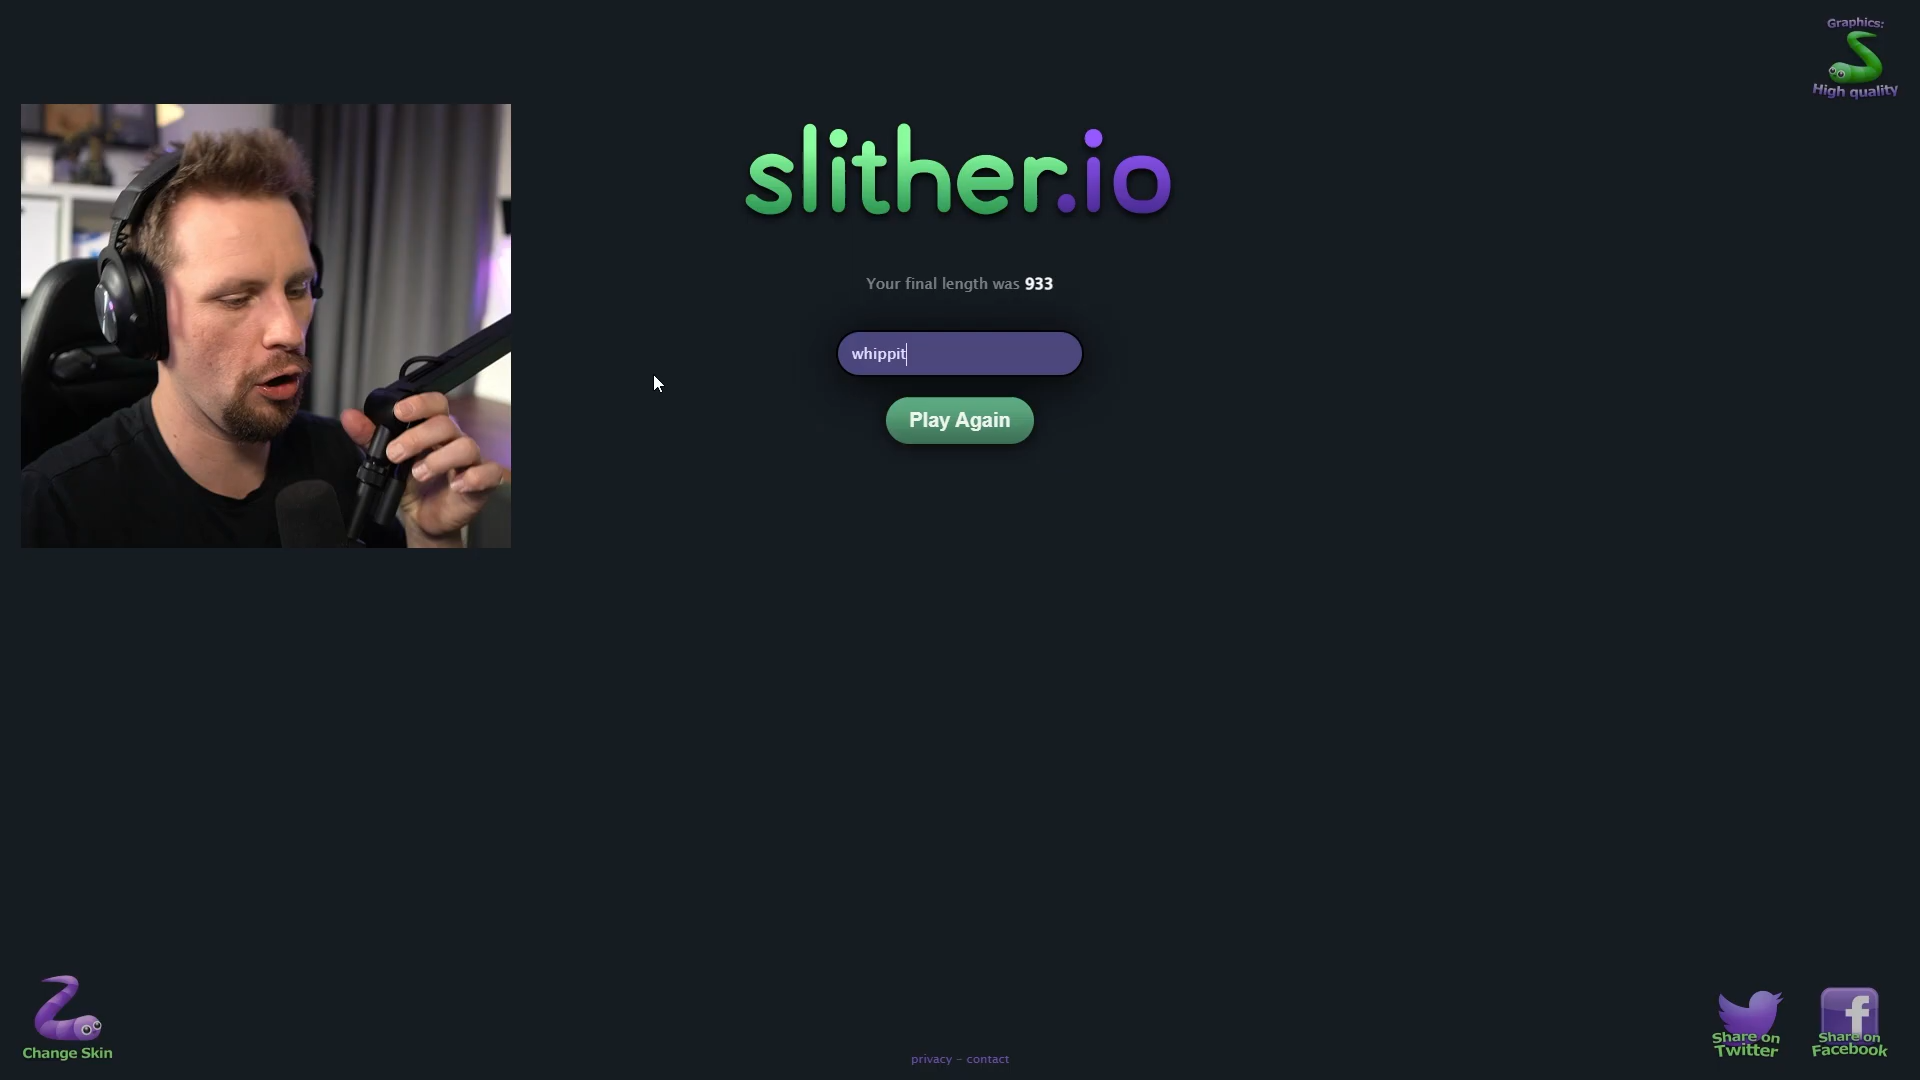 Graphics:
High quality
slither.io
Your final length was 933
whippit
Play Again
Change Skin
privacy - contact
Share on
Twitter
Share on
Facebook